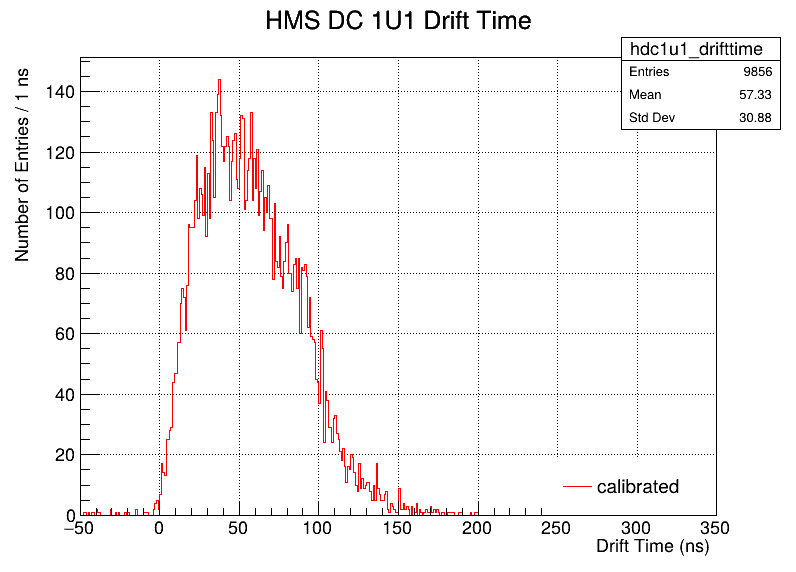 HMS DC 1U1 Drift Time
hdc1u1_drifttime
Entries 9856
Mean 57.33
Std Dev 30.88
Number of Entries / 1 ns
140
120
100
80
60
40
20
0
−50 0 50 100 150 200 250 300 350
calibrated
Drift Time (ns)